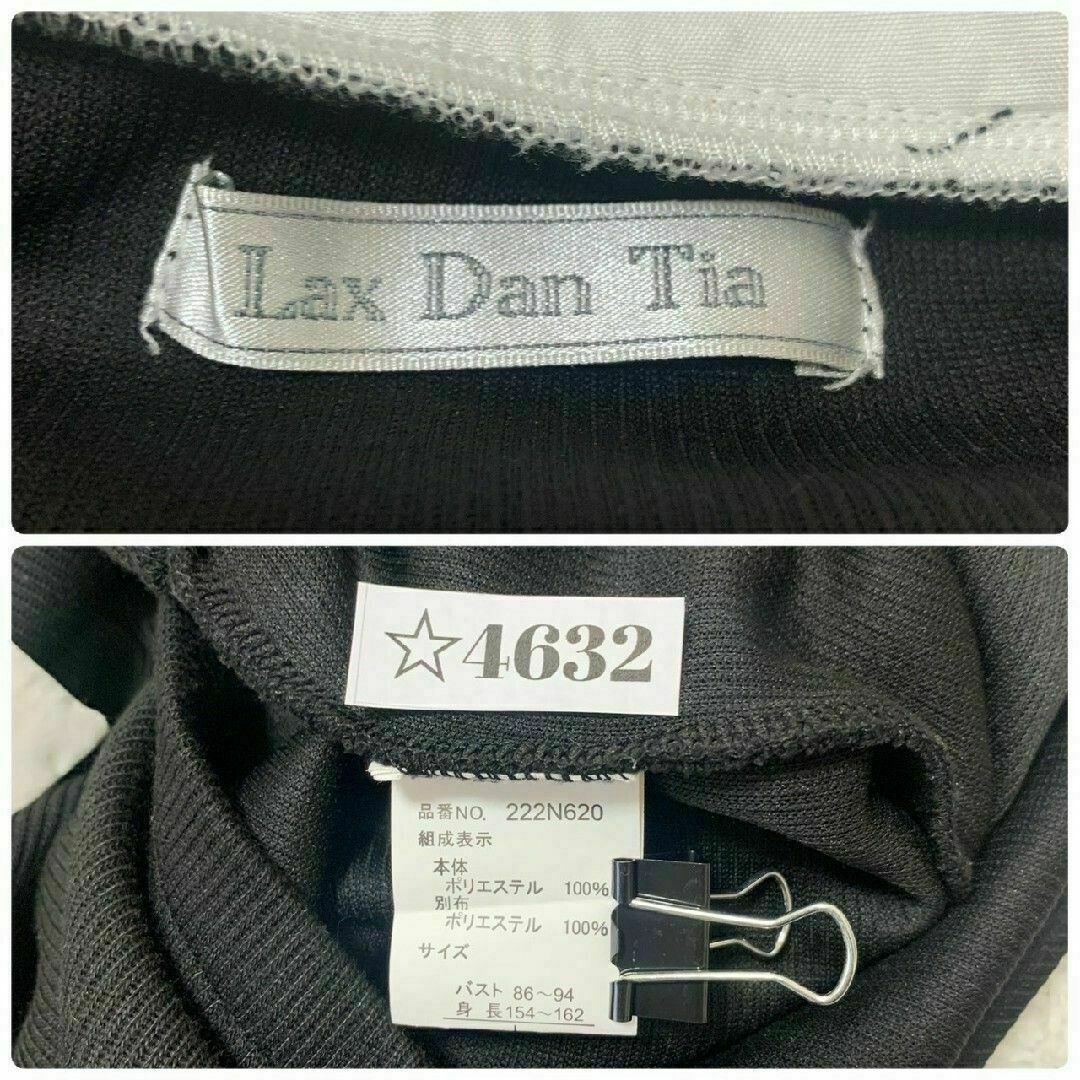 Lax Dan Tia
☆4632
品番NO. 222N620
組成表示
本体
ポリエステル 100%
別布
ポリエステル 100%
サイズ
バスト 86～94
身長 154～162